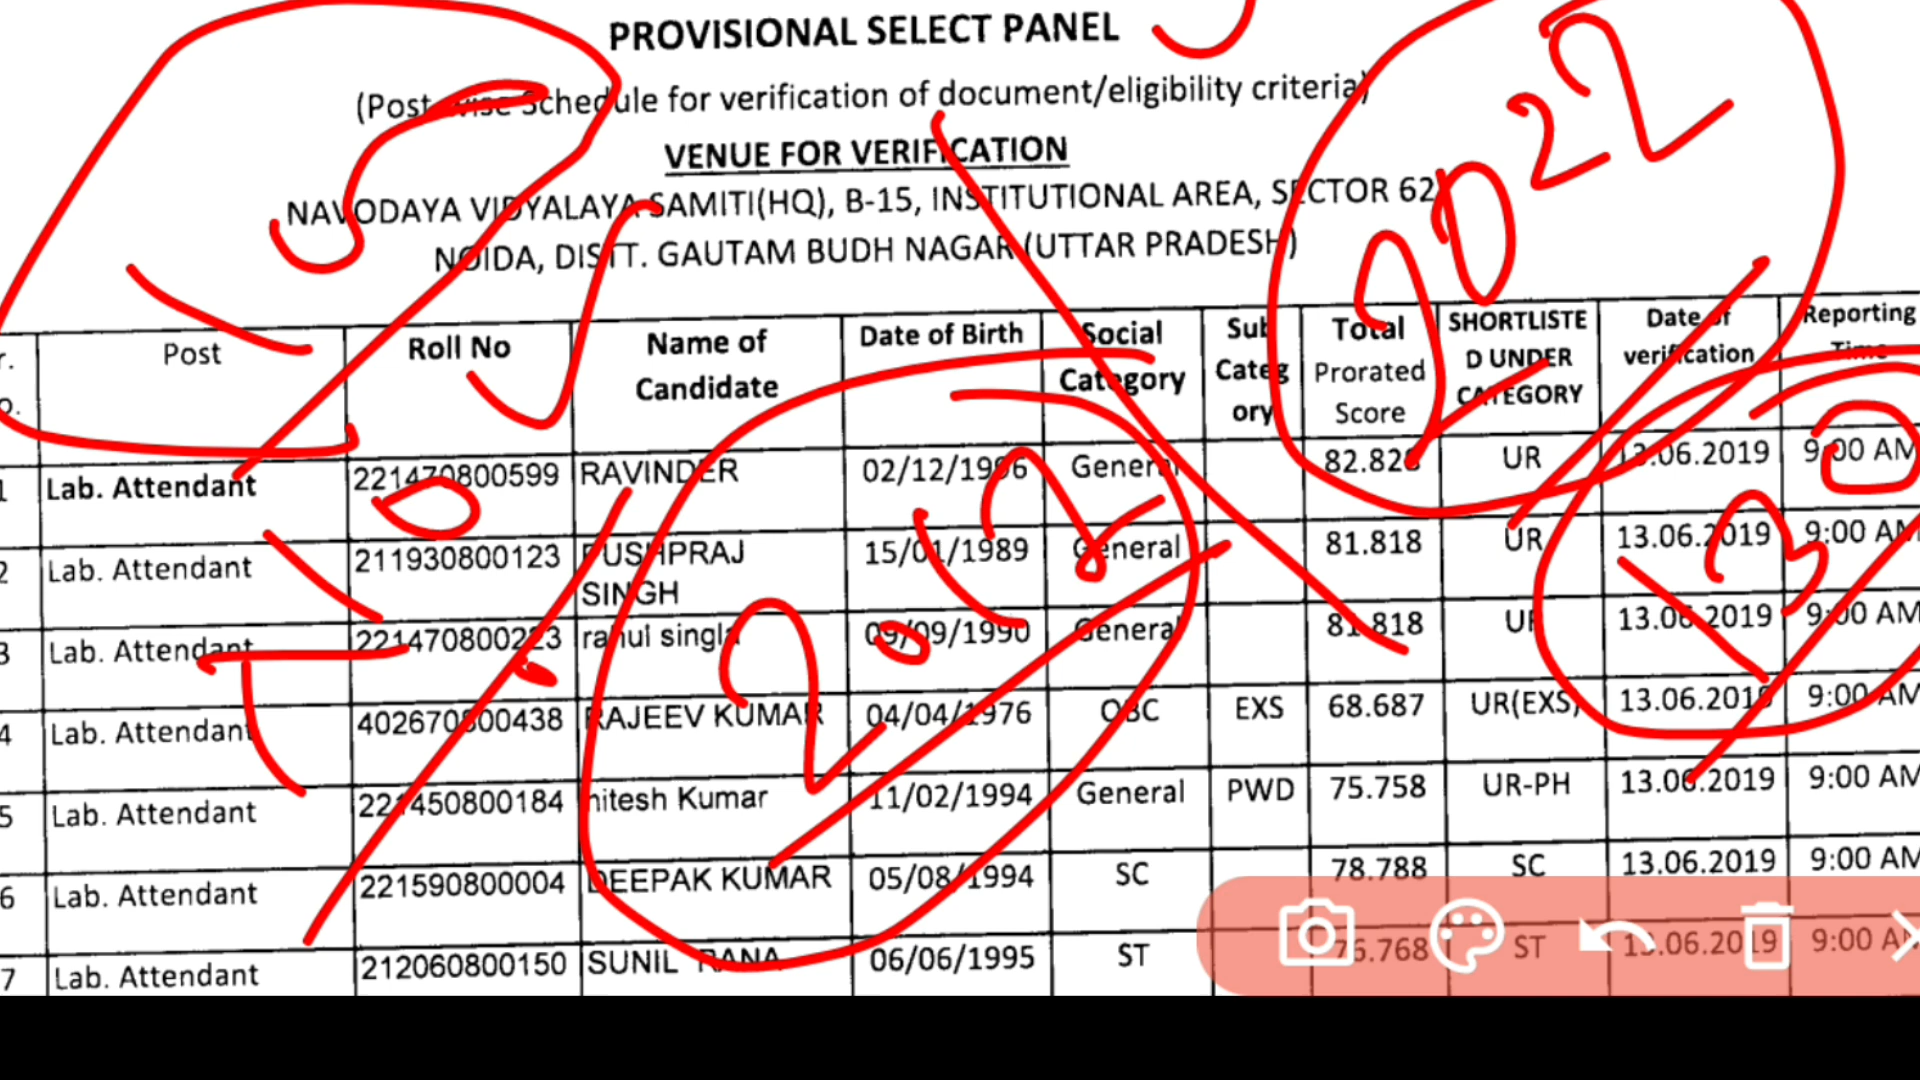 PROVISIONAL SELECT PANEL
(Post-wise Schedule for verification of document/eligibility criteria)
VENUE FOR VERIFICATION
NAVODAYA VIDYALAYA SAMITI(HQ), B-15, INSTITUTIONAL AREA, SECTOR 62
NOIDA, DISTT. GAUTAM BUDH NAGAR (UTTAR PRADESH)
2022
Post Roll No Name of Candidate Date of Birth Social Category Sub Categ ory Total Prorated Score SHORTLISTE D UNDER CATEGORY Date of verification Reporting Time
1 Lab. Attendant 221470800599 RAVINDER 02/12/1996 General 82.828 UR 13.06.2019 9:00 AM
2 Lab. Attendant 211930800123 PUSHPRAJ SINGH 15/01/1989 General 81.818 UR 13.06.2019 9:00 AM
3 Lab. Attendant 221470800223 rahul singla 09/09/1990 General 81.818 UR 13.06.2019 9:00 AM
4 Lab. Attendant 402670800438 RAJEEV KUMAR 04/04/1976 OBC EXS 68.687 UR(EXS) 13.06.2019 9:00 AM
5 Lab. Attendant 221450800184 nitesh Kumar 11/02/1994 General PWD 75.758 UR-PH 13.06.2019 9:00 AM
6 Lab. Attendant 221590800004 DEEPAK KUMAR 05/08/1994 SC 78.788 SC 13.06.2019 9:00 AM
7 Lab. Attendant 212060800150 SUNIL RANA 06/06/1995 ST 76.768 ST 13.06.2019 9:00 AM